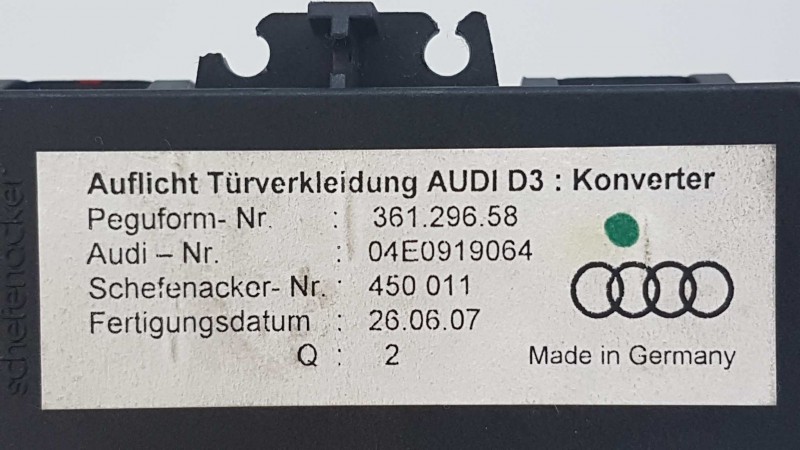 Auflicht Türverkleidung AUDI D3 : Konverter
Peguform- Nr. : 361.296.58
Audi – Nr. : 04E0919064
Schefenacker- Nr. : 450 011
Fertigungsdatum : 26.06.07
Q : 2
Made in Germany
schefenacker